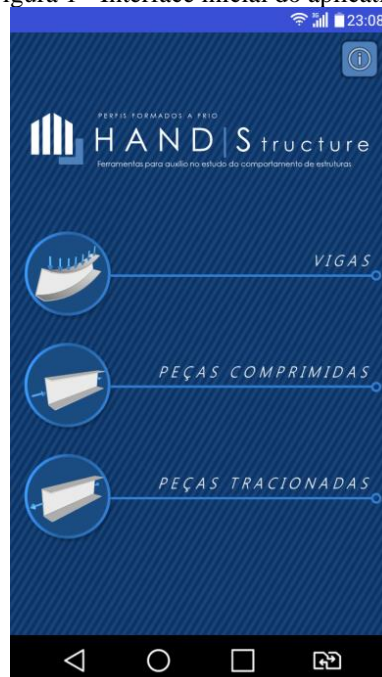 Figura 1 - Interface inicial do aplicati
23:08
PERFIS FORMADOS A FRIO
HAND|Structure
Ferramentas para auxílio no estudo do comportamento de estruturas
VIGAS
PEÇAS COMPRIMIDAS
PEÇAS TRACIONADAS